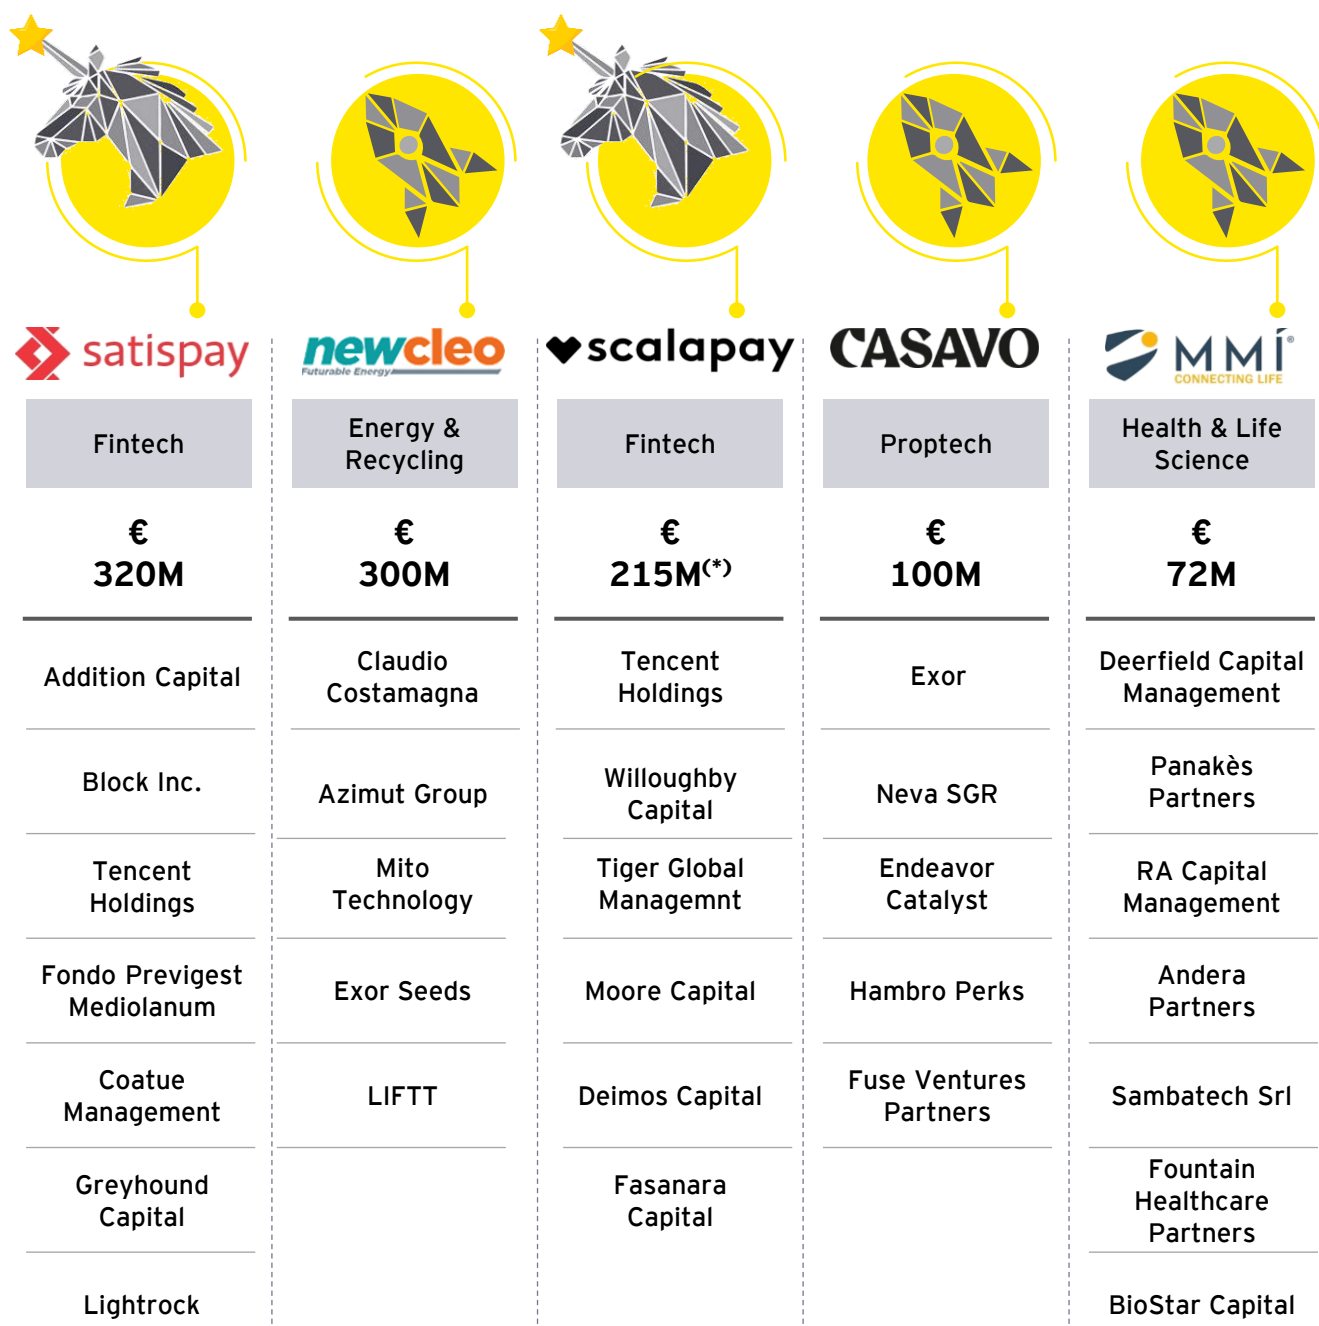 satispay
newcleo
Futurable Energy
scalapay
CASAVO
MMI®
CONNECTING LIFE
Fintech
Energy &
Recycling
Fintech
Proptech
Health & Life
Science
€
320M
€
300M
€
215M(*)
€
100M
€
72M
Addition Capital
Claudio
Costamagna
Tencent
Holdings
Exor
Deerfield Capital
Management
Block Inc.
Azimut Group
Willoughby
Capital
Neva SGR
Panakès
Partners
Tencent
Holdings
Mito
Technology
Tiger Global
Managemnt
Endeavor
Catalyst
RA Capital
Management
Fondo Previgest
Mediolanum
Exor Seeds
Moore Capital
Hambro Perks
Andera
Partners
Coatue
Management
LIFTT
Deimos Capital
Fuse Ventures
Partners
Sambatech Srl
Greyhound
Capital
Fasanara
Capital
Fountain
Healthcare
Partners
Lightrock
BioStar Capital